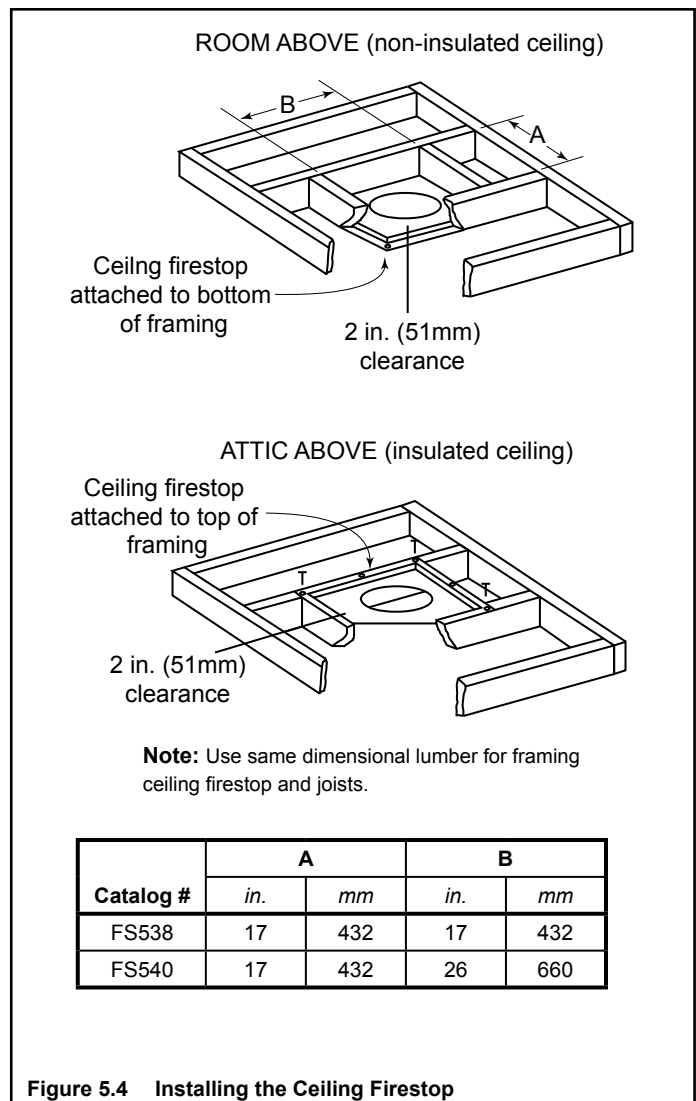 ROOM ABOVE (non-insulated ceiling)
B
A
Ceilng firestop
attached to bottom
of framing
2 in. (51mm)
clearance
ATTIC ABOVE (insulated ceiling)
Ceiling firestop
attached to top of
framing
2 in. (51mm)
clearance
Note: Use same dimensional lumber for framing
ceiling firestop and joists.
A B
Catalog # in. mm in. mm
FS538 17 432 17 432
FS540 17 432 26 660
Figure 5.4 Installing the Ceiling Firestop